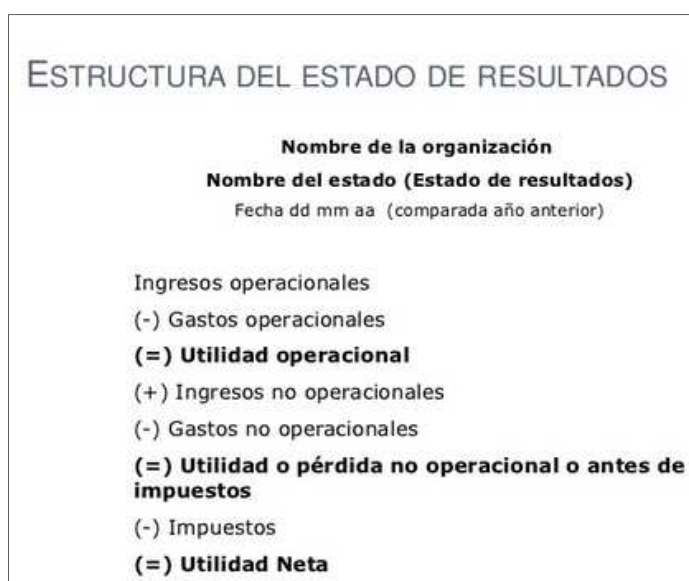 ESTRUCTURA DEL ESTADO DE RESULTADOS
Nombre de la organización
Nombre del estado (Estado de resultados)
Fecha dd mm aa (comparada año anterior)
Ingresos operacionales
(-) Gastos operacionales
(=) Utilidad operacional
(+) Ingresos no operacionales
(-) Gastos no operacionales
(=) Utilidad o pérdida no operacional o antes de
impuestos
(-) Impuestos
(=) Utilidad Neta